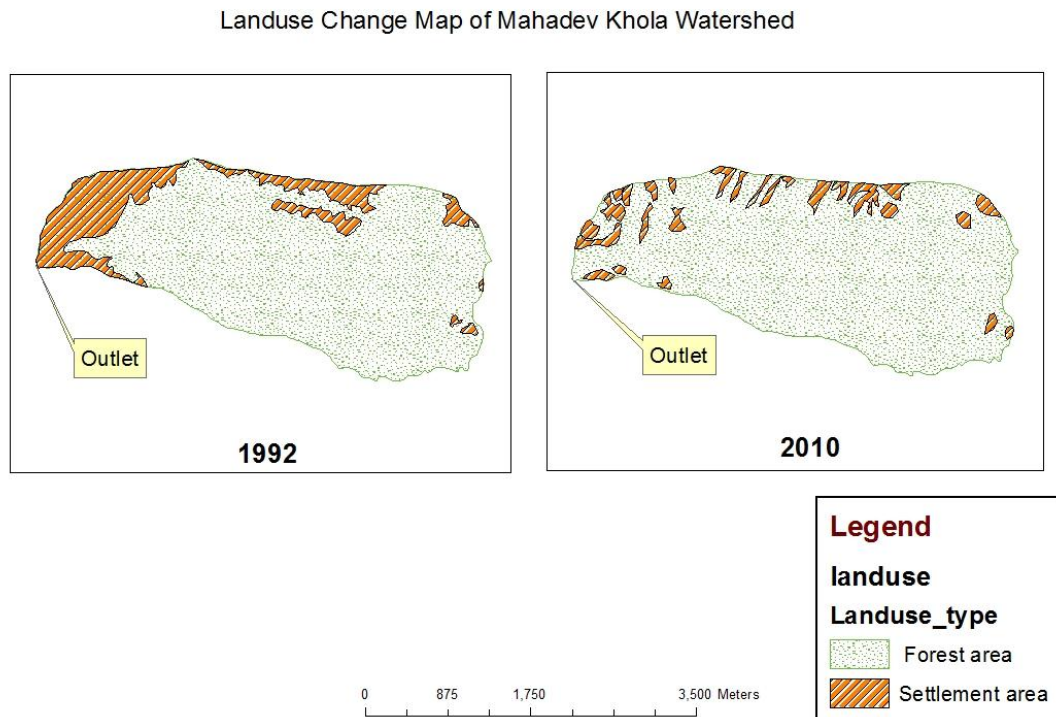 Landuse Change Map of Mahadev Khola Watershed
Outlet
1992
Outlet
2010
Legend
landuse
Landuse_type
Forest area
Settlement area
0 875 1,750 3,500 Meters